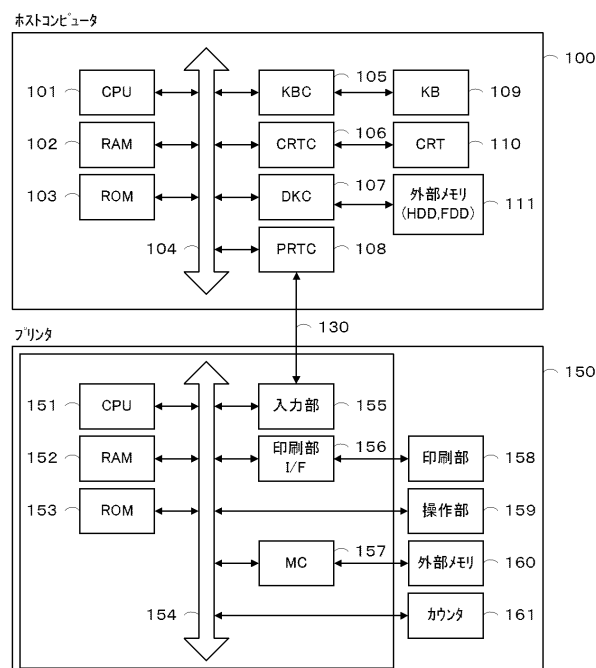 ホストコンピュータ
100
101 CPU KBC 105 KB 109
102 RAM CRTC 106 CRT 110
103 ROM DKC 107 外部メモリ
(HDD,FDD) 111
104 PRTC 108
130
プリンタ
150
151 CPU 入力部 155
152 RAM 印刷部
I/F 156 印刷部 158
153 ROM 操作部 159
MC 157 外部メモリ 160
154 カウンタ 161